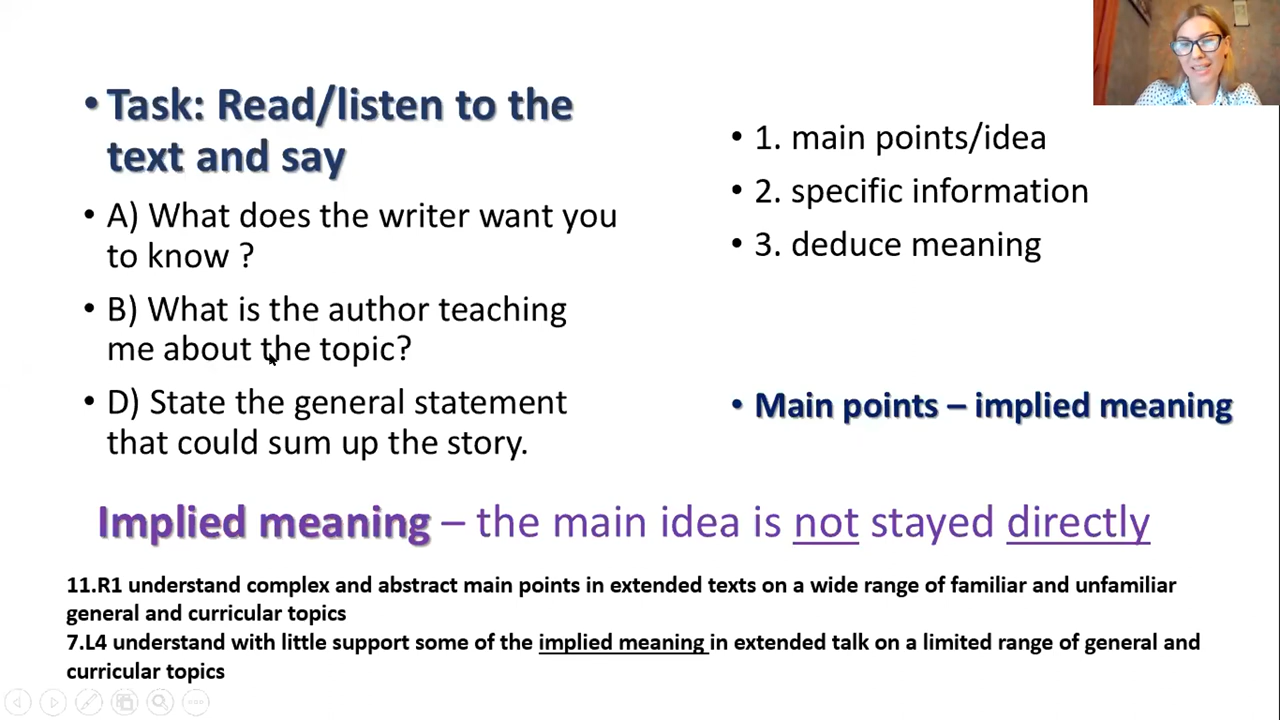 • Task: Read/listen to the
text and say
• A) What does the writer want you
to know ?
• B) What is the author teaching
me about the topic?
• D) State the general statement
that could sum up the story.
• 1. main points/idea
• 2. specific information
• 3. deduce meaning
• Main points – implied meaning
Implied meaning – the main idea is not stayed directly
11.R1 understand complex and abstract main points in extended texts on a wide range of familiar and unfamiliar
general and curricular topics
7.L4 understand with little support some of the implied meaning in extended talk on a limited range of general and
curricular topics